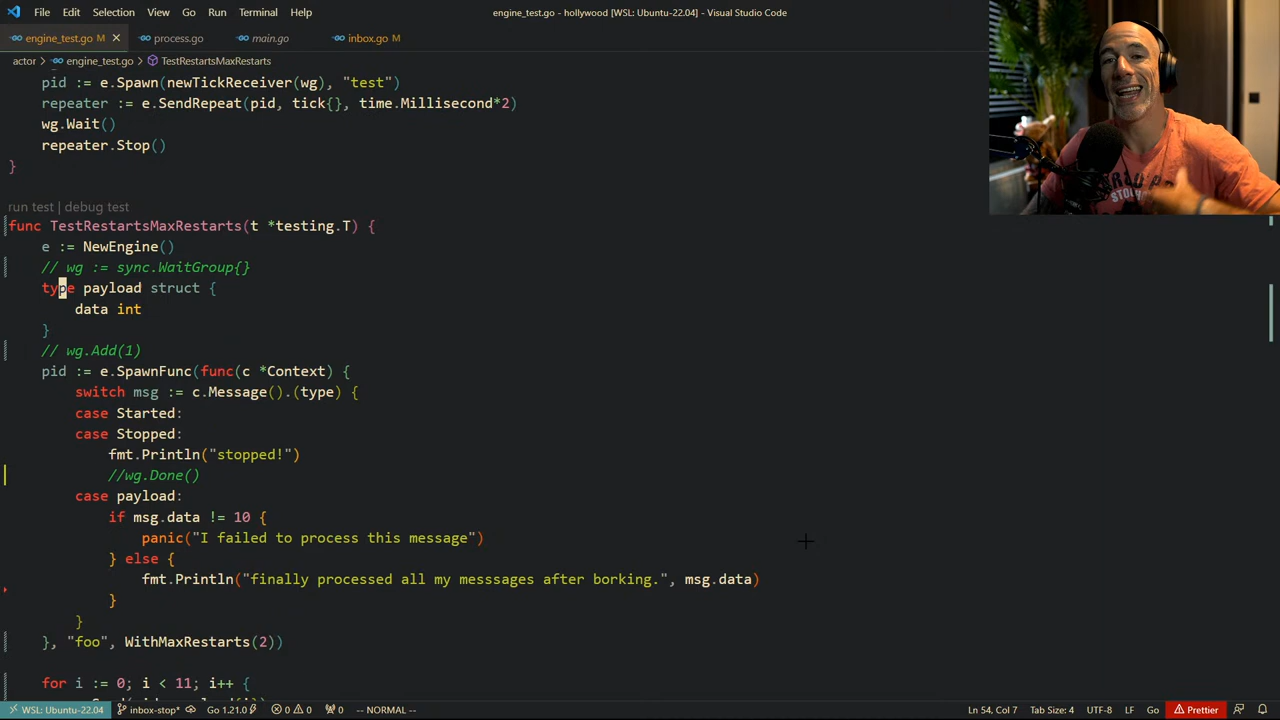 File Edit Selection View Go Run Terminal Help
engine_test.go - hollywood [WSL: Ubuntu-22.04] - Visual Studio Code
engine_test.go M process.go main.go inbox.go M
actor > engine_test.go > TestRestartsMaxRestarts
pid := e.Spawn(newTickReceiver(wg), "test")
repeater := e.SendRepeat(pid, tick{}, time.Millisecond*2)
wg.Wait()
repeater.Stop()
}
run test | debug test
func TestRestartsMaxRestarts(t *testing.T) {
e := NewEngine()
// wg := sync.WaitGroup{}
type payload struct {
data int
}
// wg.Add(1)
pid := e.SpawnFunc(func(c *Context) {
switch msg := c.Message().(type) {
case Started:
case Stopped:
fmt.Println("stopped!")
//wg.Done()
case payload:
if msg.data != 10 {
panic("I failed to process this message")
} else {
fmt.Println("finally processed all my messsages after borking.", msg.data)
}
}
}, "foo", WithMaxRestarts(2))
for i := 0; i < 11; i++ {
WSL: Ubuntu-22.04 inbox-stop* Go 1.21.0 0 0 0 -- NORMAL -- Ln 54, Col 7 Tab Size: 4 UTF-8 LF Go Prettier